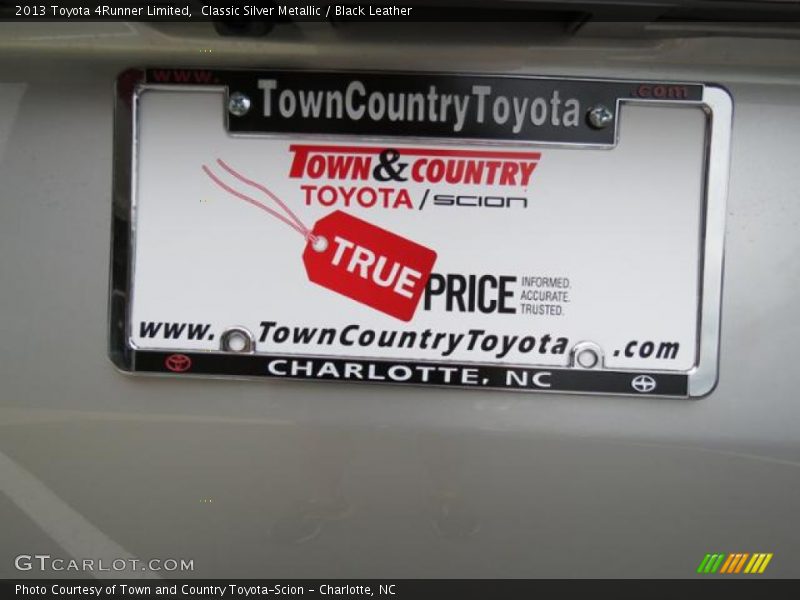 2013 Toyota 4Runner Limited, Classic Silver Metallic / Black Leather
www. .com
TownCountryToyota
TOWN & COUNTRY
TOYOTA / SCION
TRUE PRICE
INFORMED.
ACCURATE.
TRUSTED.
www.TownCountryToyota.com
CHARLOTTE, NC
GTCARLOT.COM
Photo Courtesy of Town and Country Toyota-Scion - Charlotte, NC